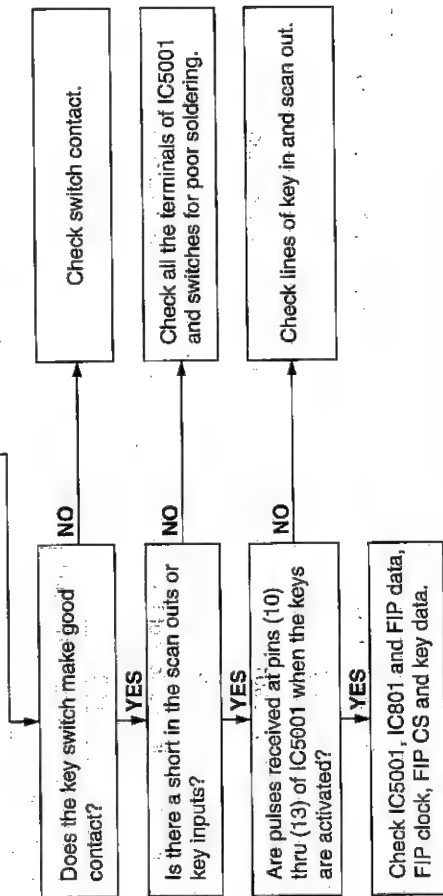 Does the key switch make good
contact?
NO
Check switch contact.
YES
Is there a short in the scan outs or
key inputs?
NO
Check all the terminals of IC5001
and switches for poor soldering.
YES
Are pulses received at pins (10)
thru (13) of IC5001 when the keys
are activated?
NO
Check lines of key in and scan out.
YES
Check IC5001, IC801 and FIP data,
FIP clock, FIP CS and key data.